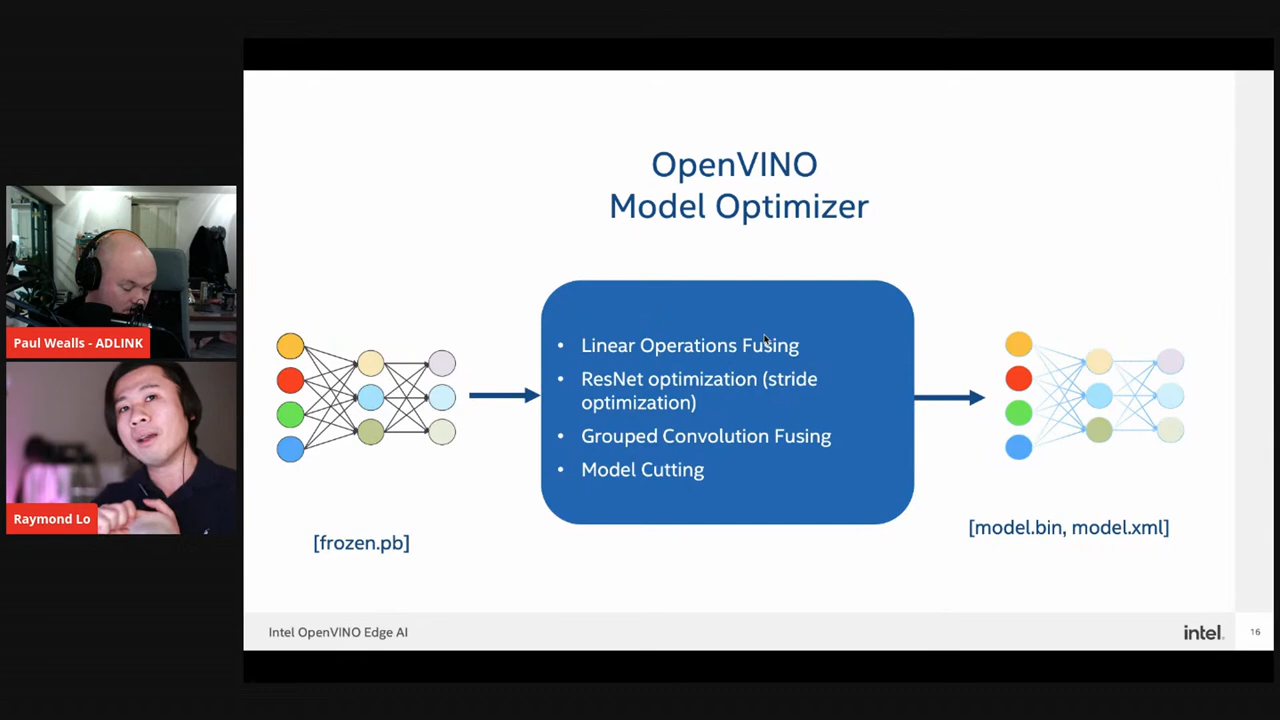 OpenVINO
Model Optimizer
• Linear Operations Fusing
• ResNet optimization (stride
optimization)
• Grouped Convolution Fusing
• Model Cutting
[frozen.pb]
[model.bin, model.xml]
Paul Wealls - ADLINK
Raymond Lo
Intel OpenVINO Edge AI
intel.
16